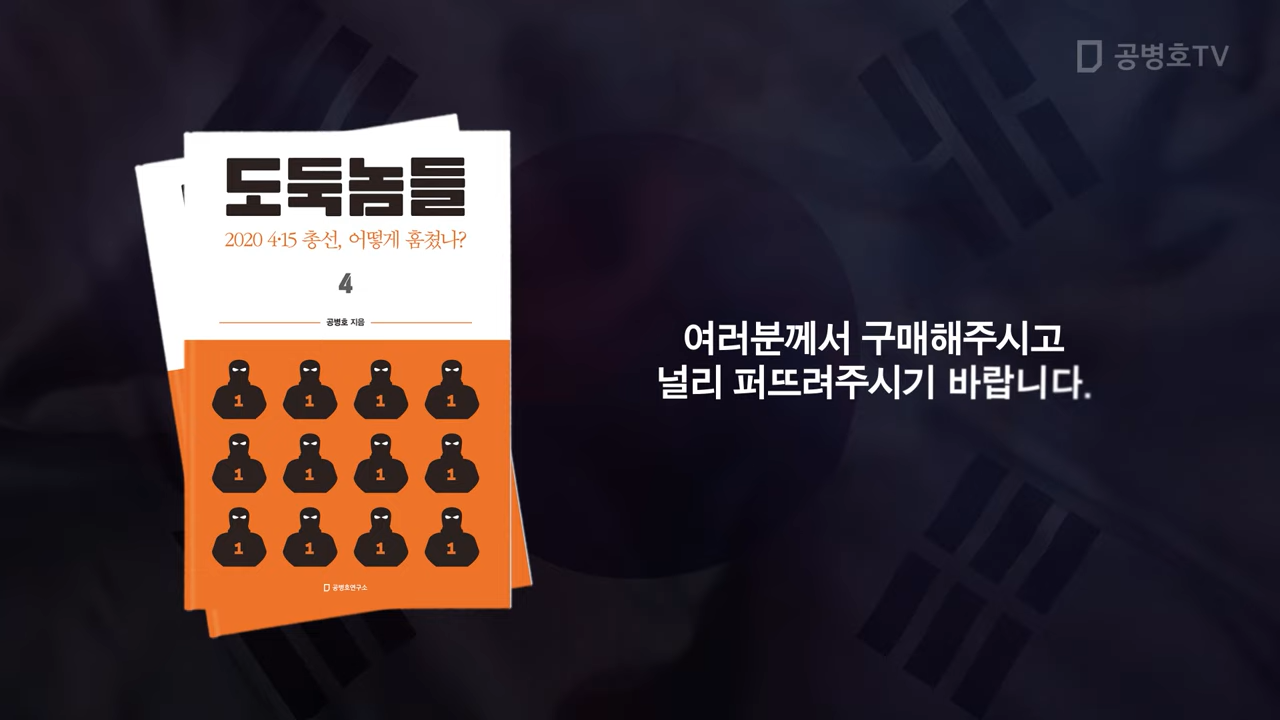 공병호TV
도둑놈들
2020 4·15 총선, 어떻게 훔쳤나?
4
공병호 지음
1 1 1 1
1 1 1 1
1 1 1 1
공병호연구소
여러분께서 구매해주시고
널리 퍼뜨려주시기 바랍니다.